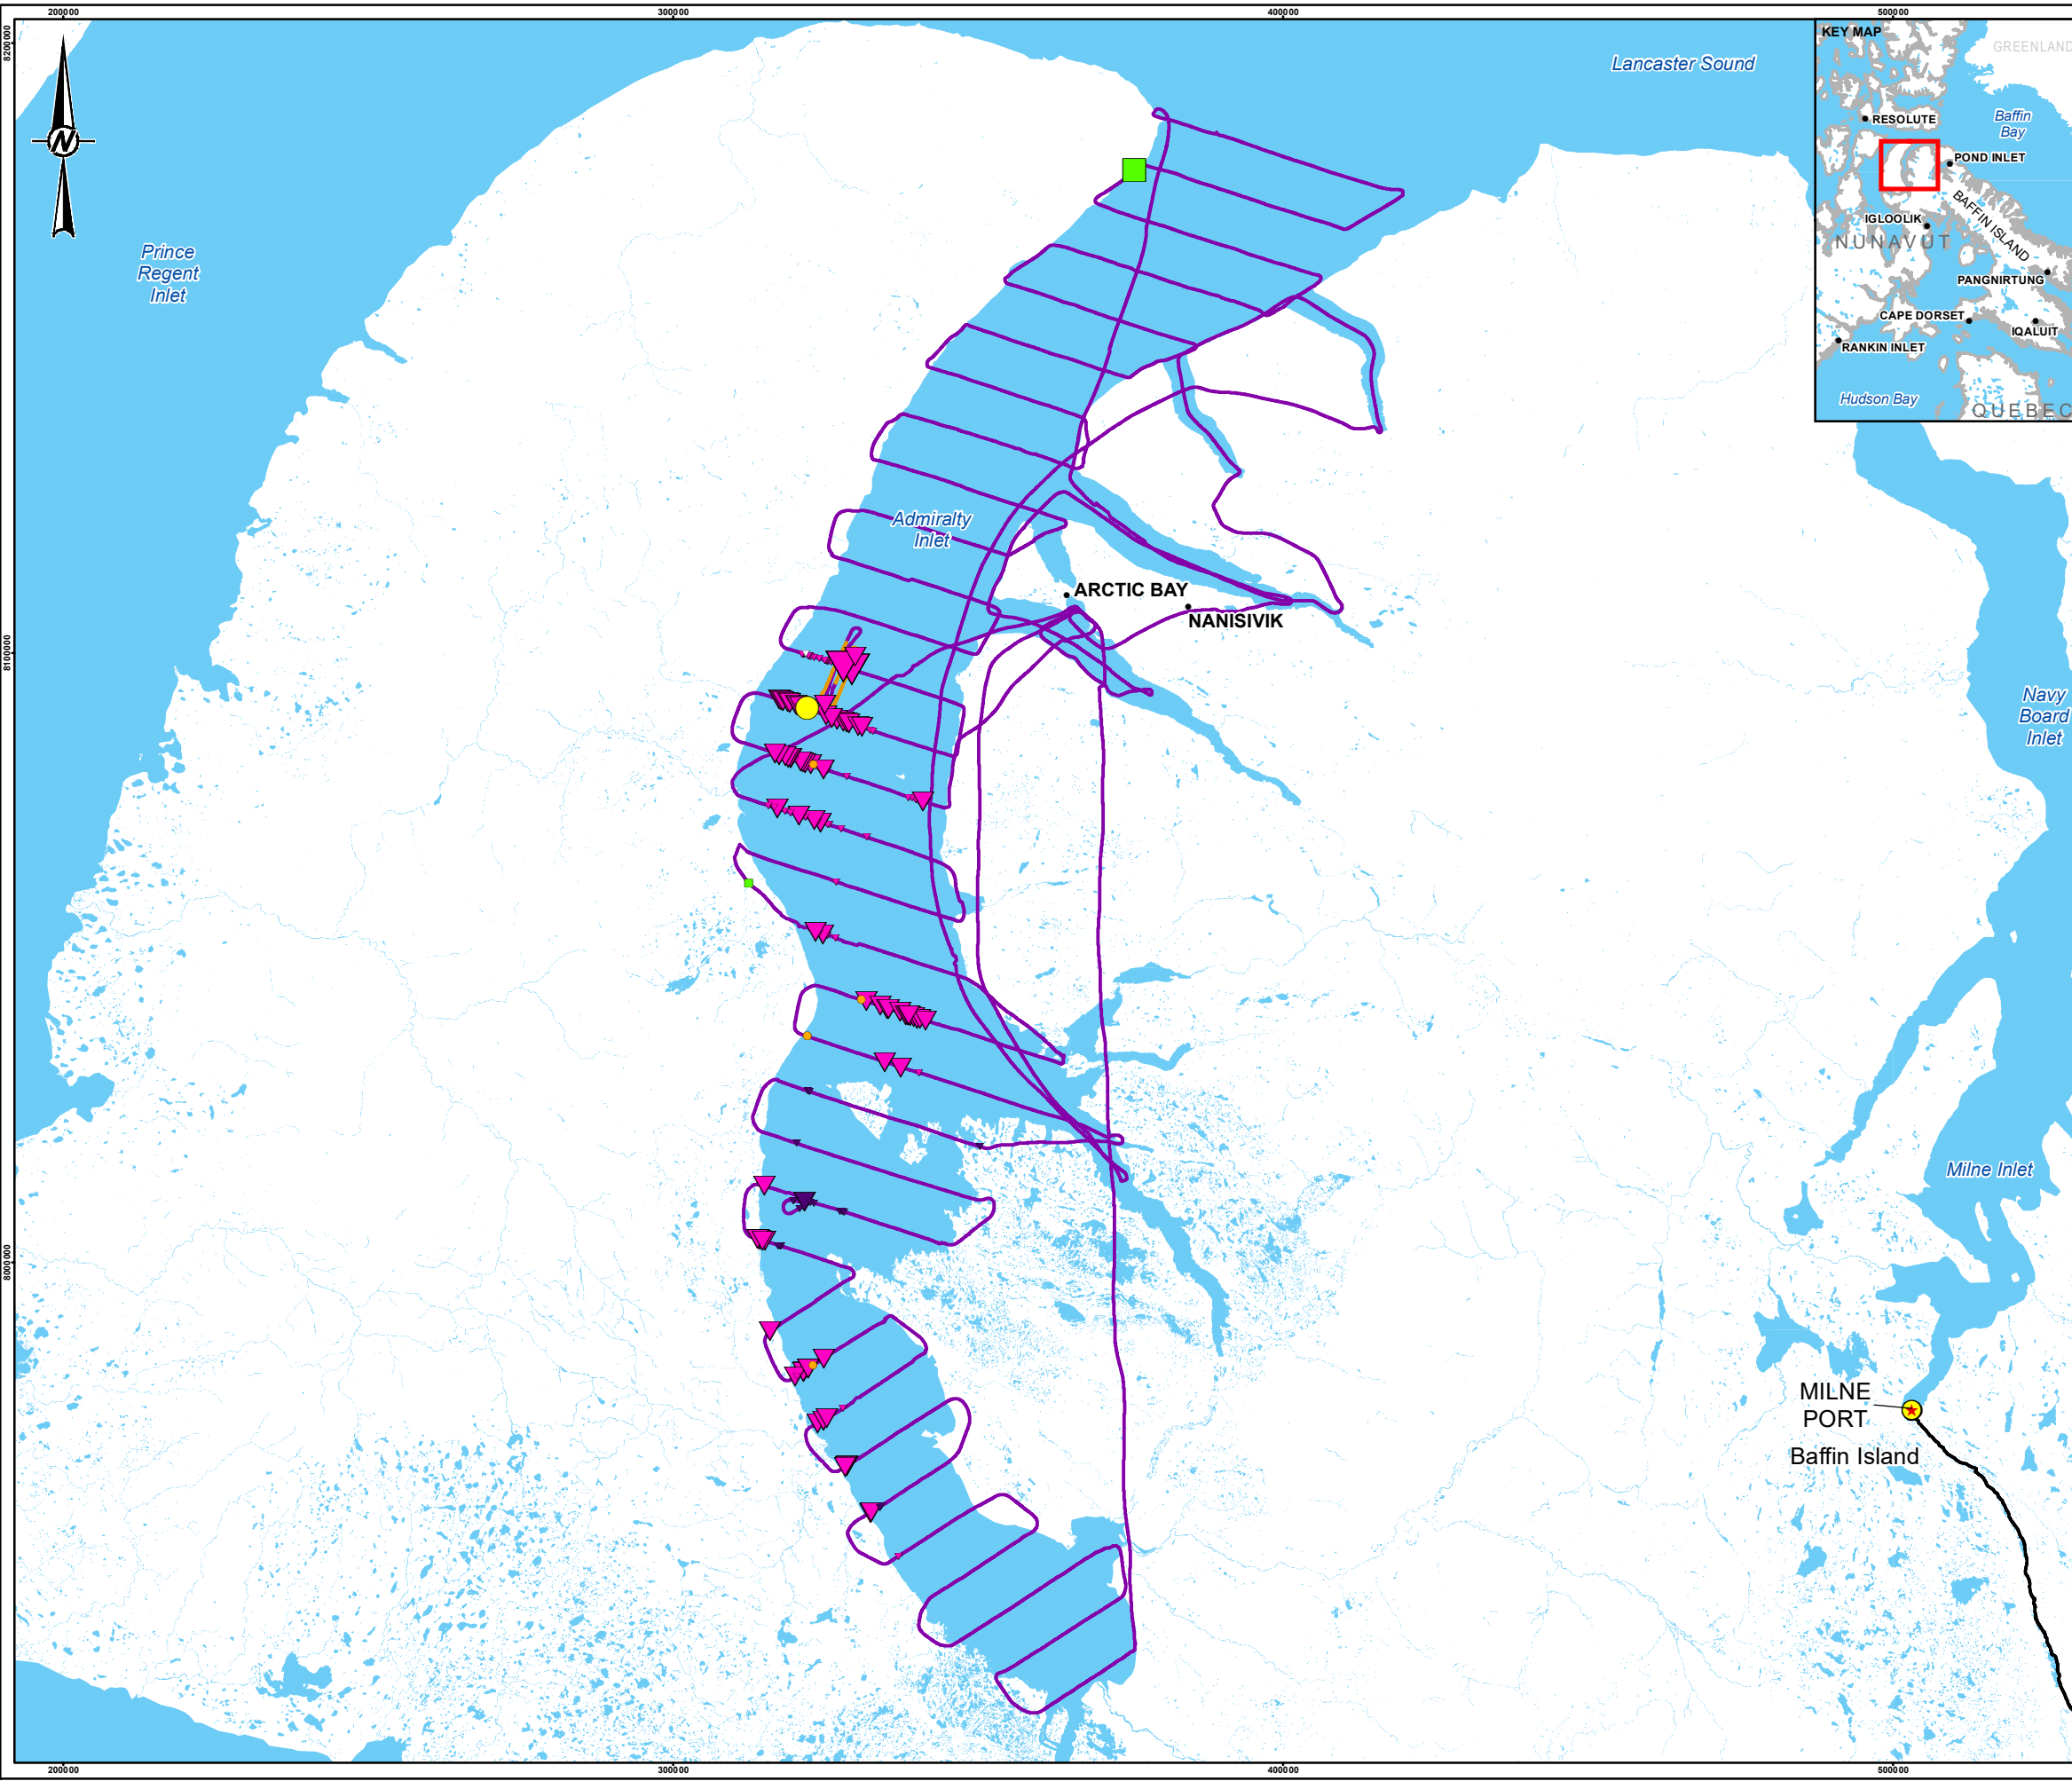 200000
300000
400000
500000
8200000
8100000
8000000
N
Lancaster Sound
Prince
Regent
Inlet
Admiralty
Inlet
ARCTIC BAY
NANISIVIK
Navy
Board
Inlet
Milne Inlet
MILNE
PORT
Baffin Island
KEY MAP
GREENLAND
Baffin
Bay
RESOLUTE
POND INLET
BAFFIN ISLAND
IGLOOLIK
NUNAVUT
PANGNIRTUNG
CAPE DORSET
IQALUIT
RANKIN INLET
Hudson Bay
QUEBEC
200000
300000
400000
500000